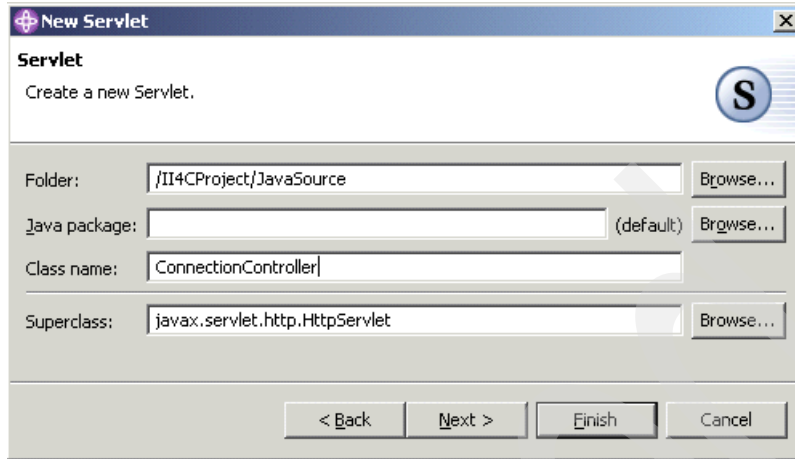 New Servlet
Servlet
Create a new Servlet.
S
Folder: /II4CProject/JavaSource Browse...
Java package: (default) Browse...
Class name: ConnectionController
Superclass: javax.servlet.http.HttpServlet Browse...
< Back Next > Finish Cancel